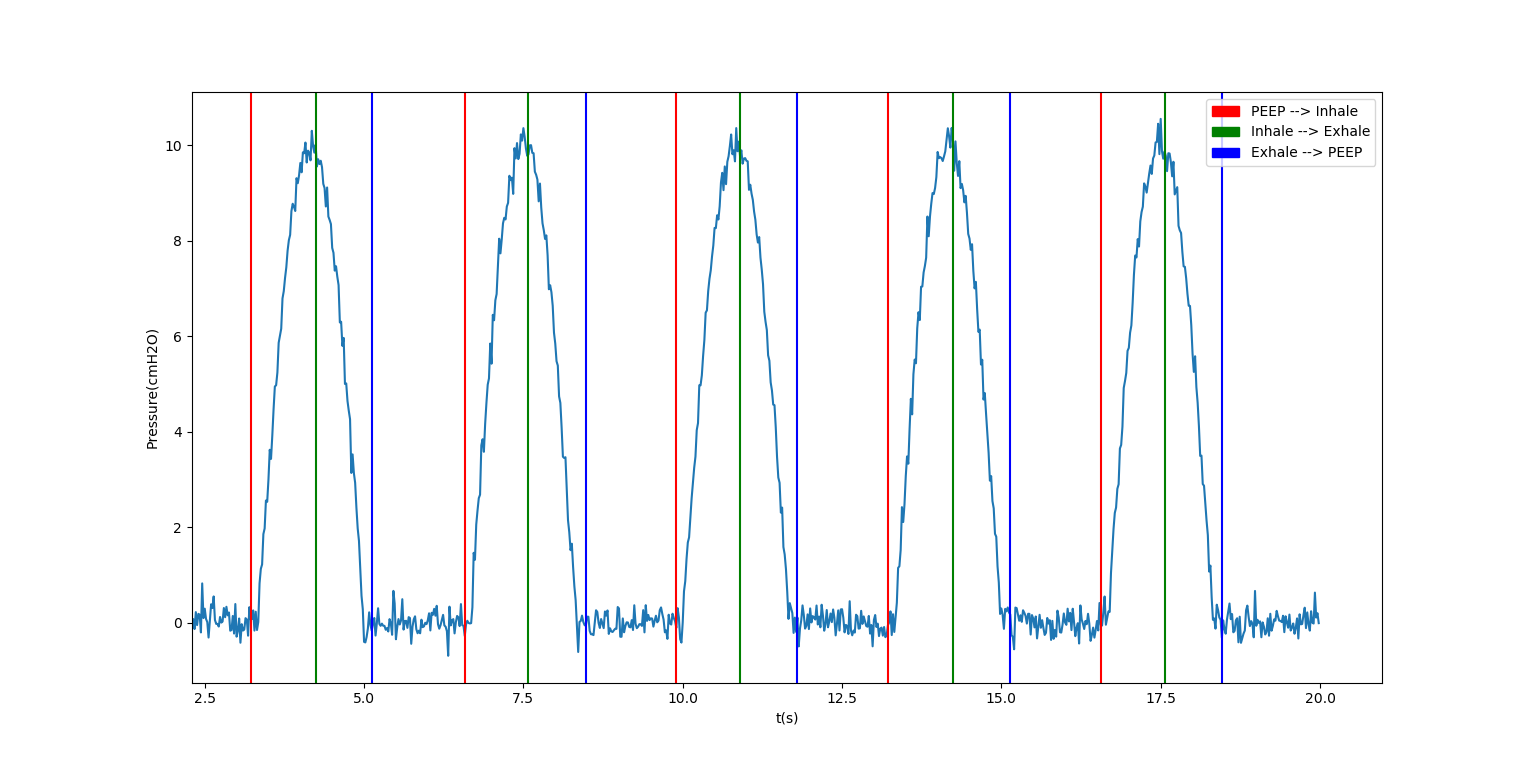 PEEP --> Inhale
Inhale --> Exhale
Exhale --> PEEP
Pressure(cmH2O)
10
8
6
4
2
0
2.5 5.0 7.5 10.0 12.5 15.0 17.5 20.0
t(s)